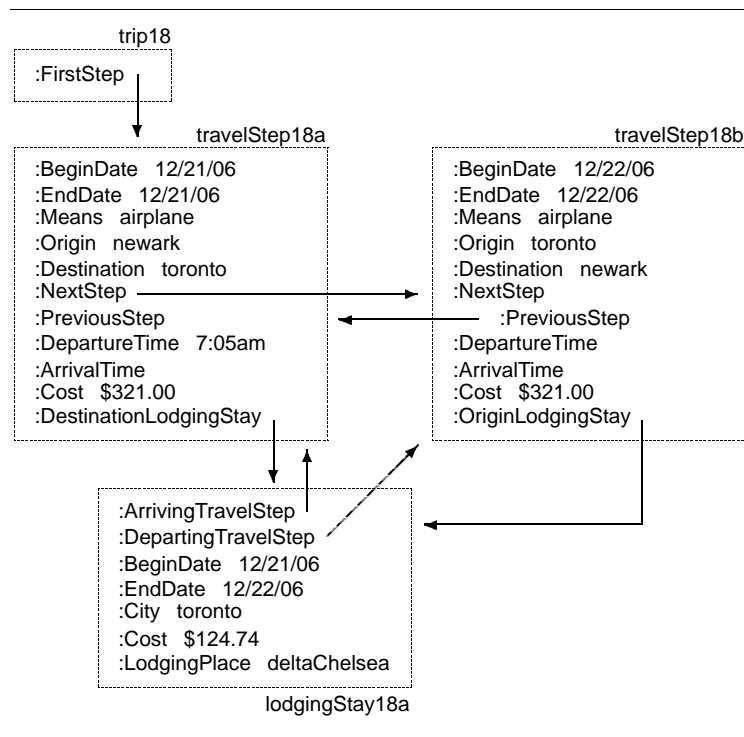 trip18
:FirstStep
travelStep18a
:BeginDate 12/21/06
:EndDate 12/21/06
:Means airplane
:Origin newark
:Destination toronto
:NextStep
:PreviousStep
:DepartureTime 7:05am
:ArrivalTime
:Cost $321.00
:DestinationLodgingStay
travelStep18b
:BeginDate 12/22/06
:EndDate 12/22/06
:Means airplane
:Origin toronto
:Destination newark
:NextStep
:PreviousStep
:DepartureTime
:ArrivalTime
:Cost $321.00
:OriginLodgingStay
:ArrivingTravelStep
:DepartingTravelStep
:BeginDate 12/21/06
:EndDate 12/22/06
:City toronto
:Cost $124.74
:LodgingPlace deltaChelsea
lodgingStay18a